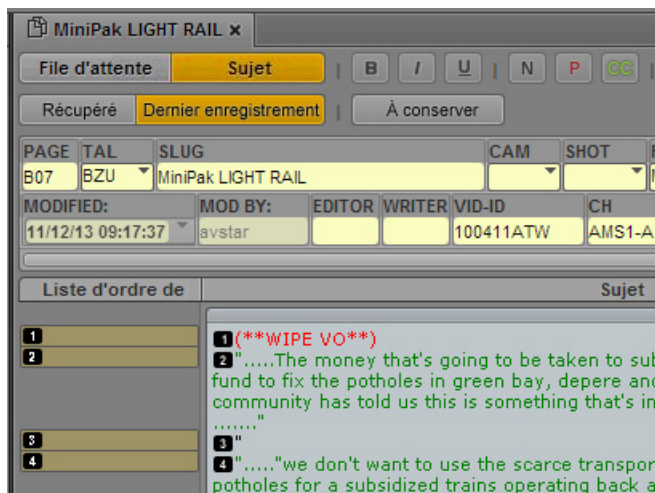 MiniPak LIGHT RAIL x
File d'attente Sujet B I U N P CC
Récupéré Dernier enregistrement À conserver
PAGE TAL SLUG CAM SHOT
B07 BZU MiniPak LIGHT RAIL
MODIFIED: MOD BY: EDITOR WRITER VID-ID CH
11/12/13 09:17:37 avstar 100411ATW AMS1-A
Liste d'ordre de Sujet
1 1 (**WIPE VO**)
2 2 ".....The money that's going to be taken to sub
fund to fix the potholes in green bay, depere and
community has told us this is something that's in
......."
3 3 "
4 4 "....."we don't want to use the scarce transpor
potholes for a subsidized trains operating back a